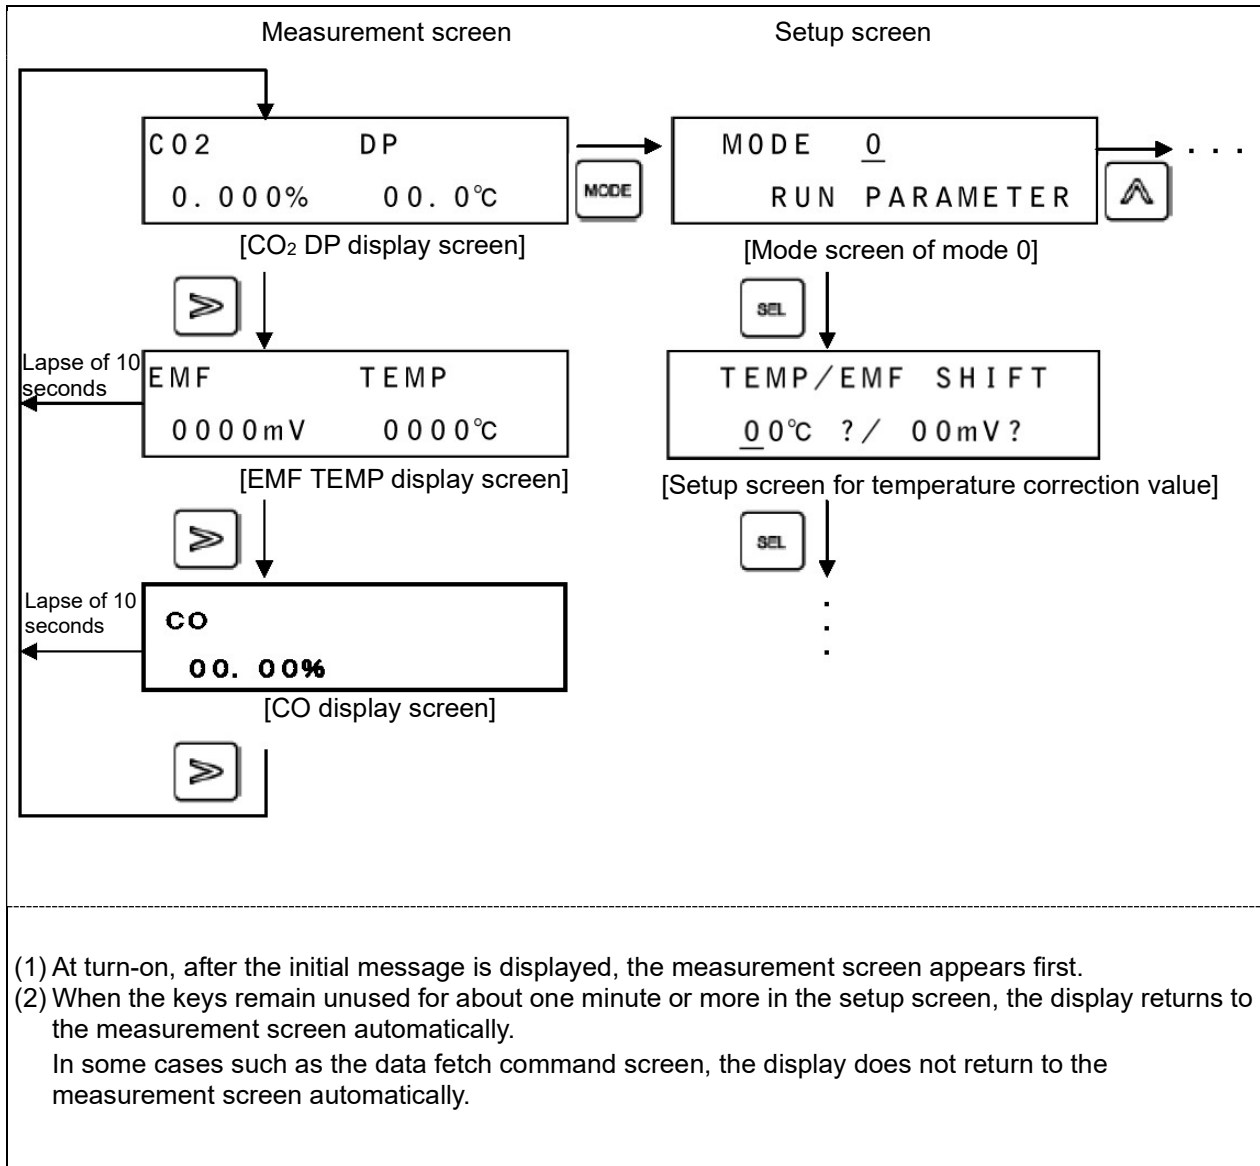 Measurement screen
Setup screen
CO2 DP
0.000% 00.0℃
MODE
MODE 0
RUN PARAMETER
. . .
[CO2 DP display screen]
[Mode screen of mode 0]
SEL
Lapse of 10
seconds
EMF TEMP
0000mV 0000℃
TEMP/EMF SHIFT
00℃ ?/ 00mV?
[EMF TEMP display screen]
[Setup screen for temperature correction value]
SEL
Lapse of 10
seconds
CO
00.00%
[CO display screen]
(1) At turn-on, after the initial message is displayed, the measurement screen appears first.
(2) When the keys remain unused for about one minute or more in the setup screen, the display returns to
the measurement screen automatically.
In some cases such as the data fetch command screen, the display does not return to the
measurement screen automatically.